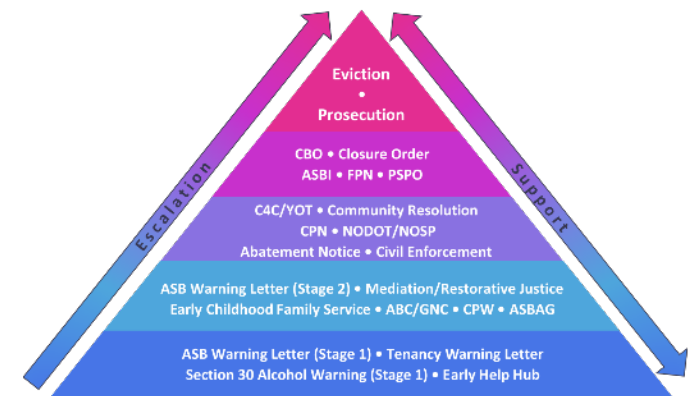 Eviction
•
Prosecution
CBO • Closure Order
ASBI • FPN • PSPO
C4C/YOT • Community Resolution
CPN • NODOT/NOSP
Abatement Notice • Civil Enforcement
ASB Warning Letter (Stage 2) • Mediation/Restorative Justice
Early Childhood Family Service • ABC/GNC • CPW • ASBAG
ASB Warning Letter (Stage 1) • Tenancy Warning Letter
Section 30 Alcohol Warning (Stage 1) • Early Help Hub
Escalation
Support